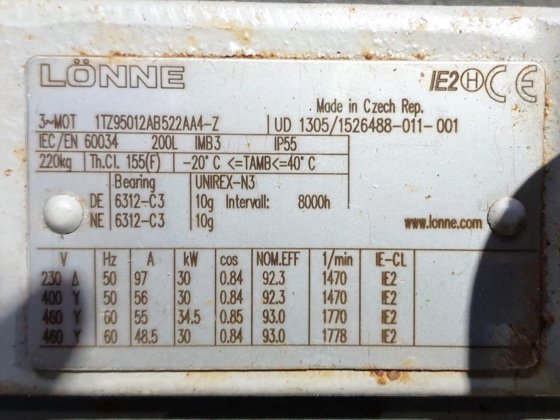 LÖNNE IE2 H CE
Made in Czech Rep.
3~MOT 1TZ95012AB522AA4-Z UD 1305/1526488-011-001
IEC/EN 60034 200L IMB3 IP55
220kg Th.Cl. 155(F) -20°C <=TAMB<=40°C
Bearing UNIREX-N3
DE 6312-C3 10g Intervall: 8000h
NE 6312-C3 10g www.lonne.com
V Hz A kW cos NOM.EFF 1/min IE-CL
230 Δ 50 97 30 0.84 92.3 1470 IE2
400 Y 50 56 30 0.84 92.3 1470 IE2
460 Y 60 55 34.5 0.85 93.0 1770 IE2
460 Y 60 48.5 30 0.84 93.0 1778 IE2